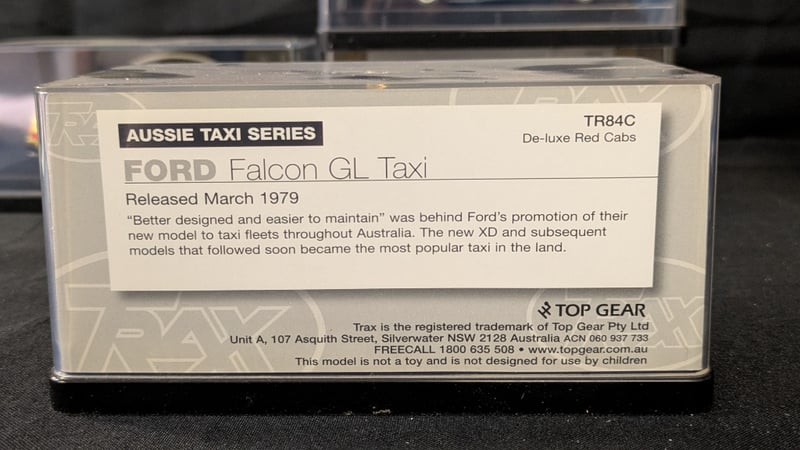 AUSSIE TAXI SERIES
TR84C
De-luxe Red Cabs
FORD Falcon GL Taxi
Released March 1979
“Better designed and easier to maintain” was behind Ford’s promotion of their
new model to taxi fleets throughout Australia. The new XD and subsequent
models that followed soon became the most popular taxi in the land.
TRAX
TRAX
TRAX
TRAX
TOP GEAR
Trax is the registered trademark of Top Gear Pty Ltd
Unit A, 107 Asquith Street, Silverwater NSW 2128 Australia ACN 060 937 733
FREECALL 1800 635 508 • www.topgear.com.au
This model is not a toy and is not designed for use by children